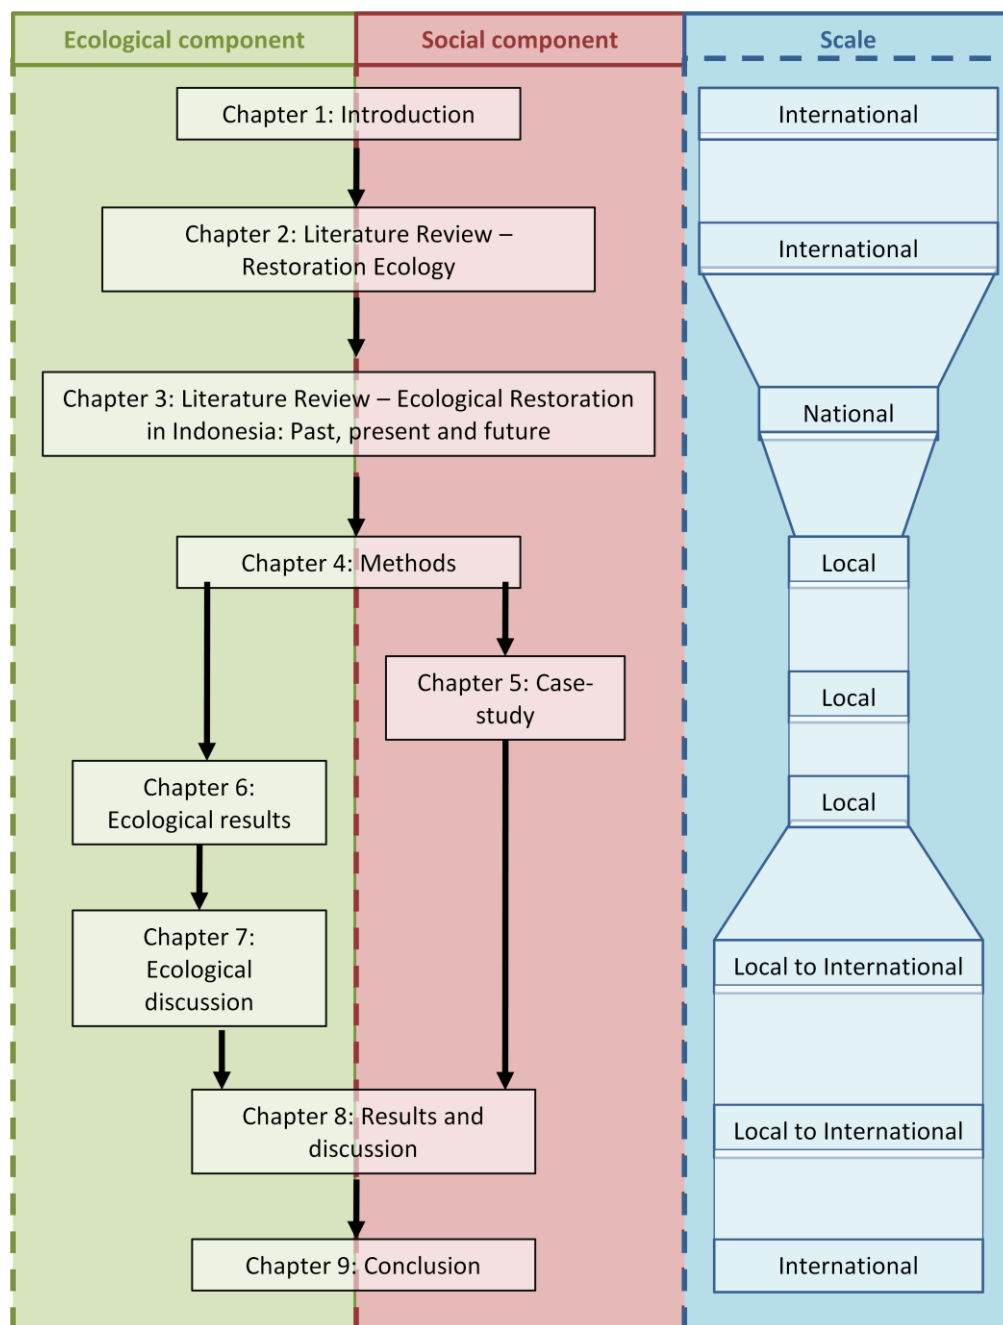 Ecological component
Social component
Scale
Chapter 1: Introduction
International
Chapter 2: Literature Review –
Restoration Ecology
International
Chapter 3: Literature Review – Ecological Restoration
in Indonesia: Past, present and future
National
Chapter 4: Methods
Local
Chapter 5: Case-
study
Local
Chapter 6:
Ecological results
Local
Chapter 7:
Ecological
discussion
Local to International
Chapter 8: Results and
discussion
Local to International
Chapter 9: Conclusion
International